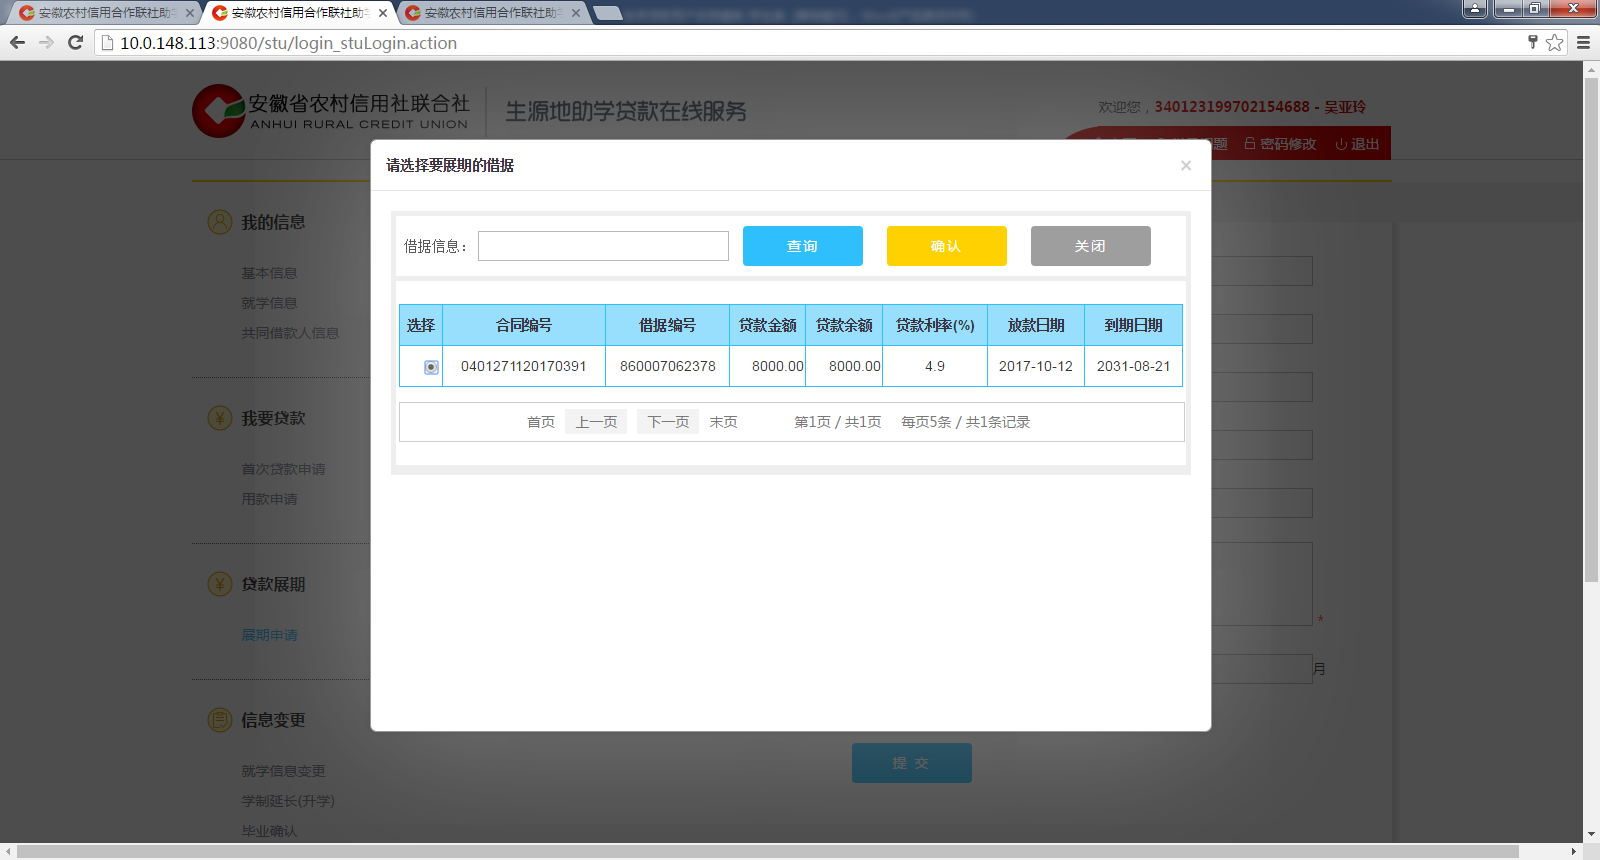 安徽农村信用合作联社助学
安徽农村信用合作联社助学
安徽农村信用合作联社助学
10.0.148.113:9080/stu/login_stuLogin.action
安徽省农村信用社联合社
ANHUI RURAL CREDIT UNION
生源地助学贷款在线服务
欢迎您，340123199702154688 - 吴亚玲
题 密码修改 退出
请选择要展期的借据 ×
借据信息： 查询 确认 关闭
选择 合同编号 借据编号 贷款金额 贷款余额 贷款利率(%) 放款日期 到期日期
0401271120170391 860007062378 8000.00 8000.00 4.9 2017-10-12 2031-08-21
首页 上一页 下一页 末页 第1页 / 共1页 每页5条 / 共1条记录
我的信息
基本信息
就学信息
共同借款人信息
我要贷款
首次贷款申请
用款申请
贷款展期
展期申请
信息变更
就学信息变更
学制延长(升学)
毕业确认
*
月
提 交